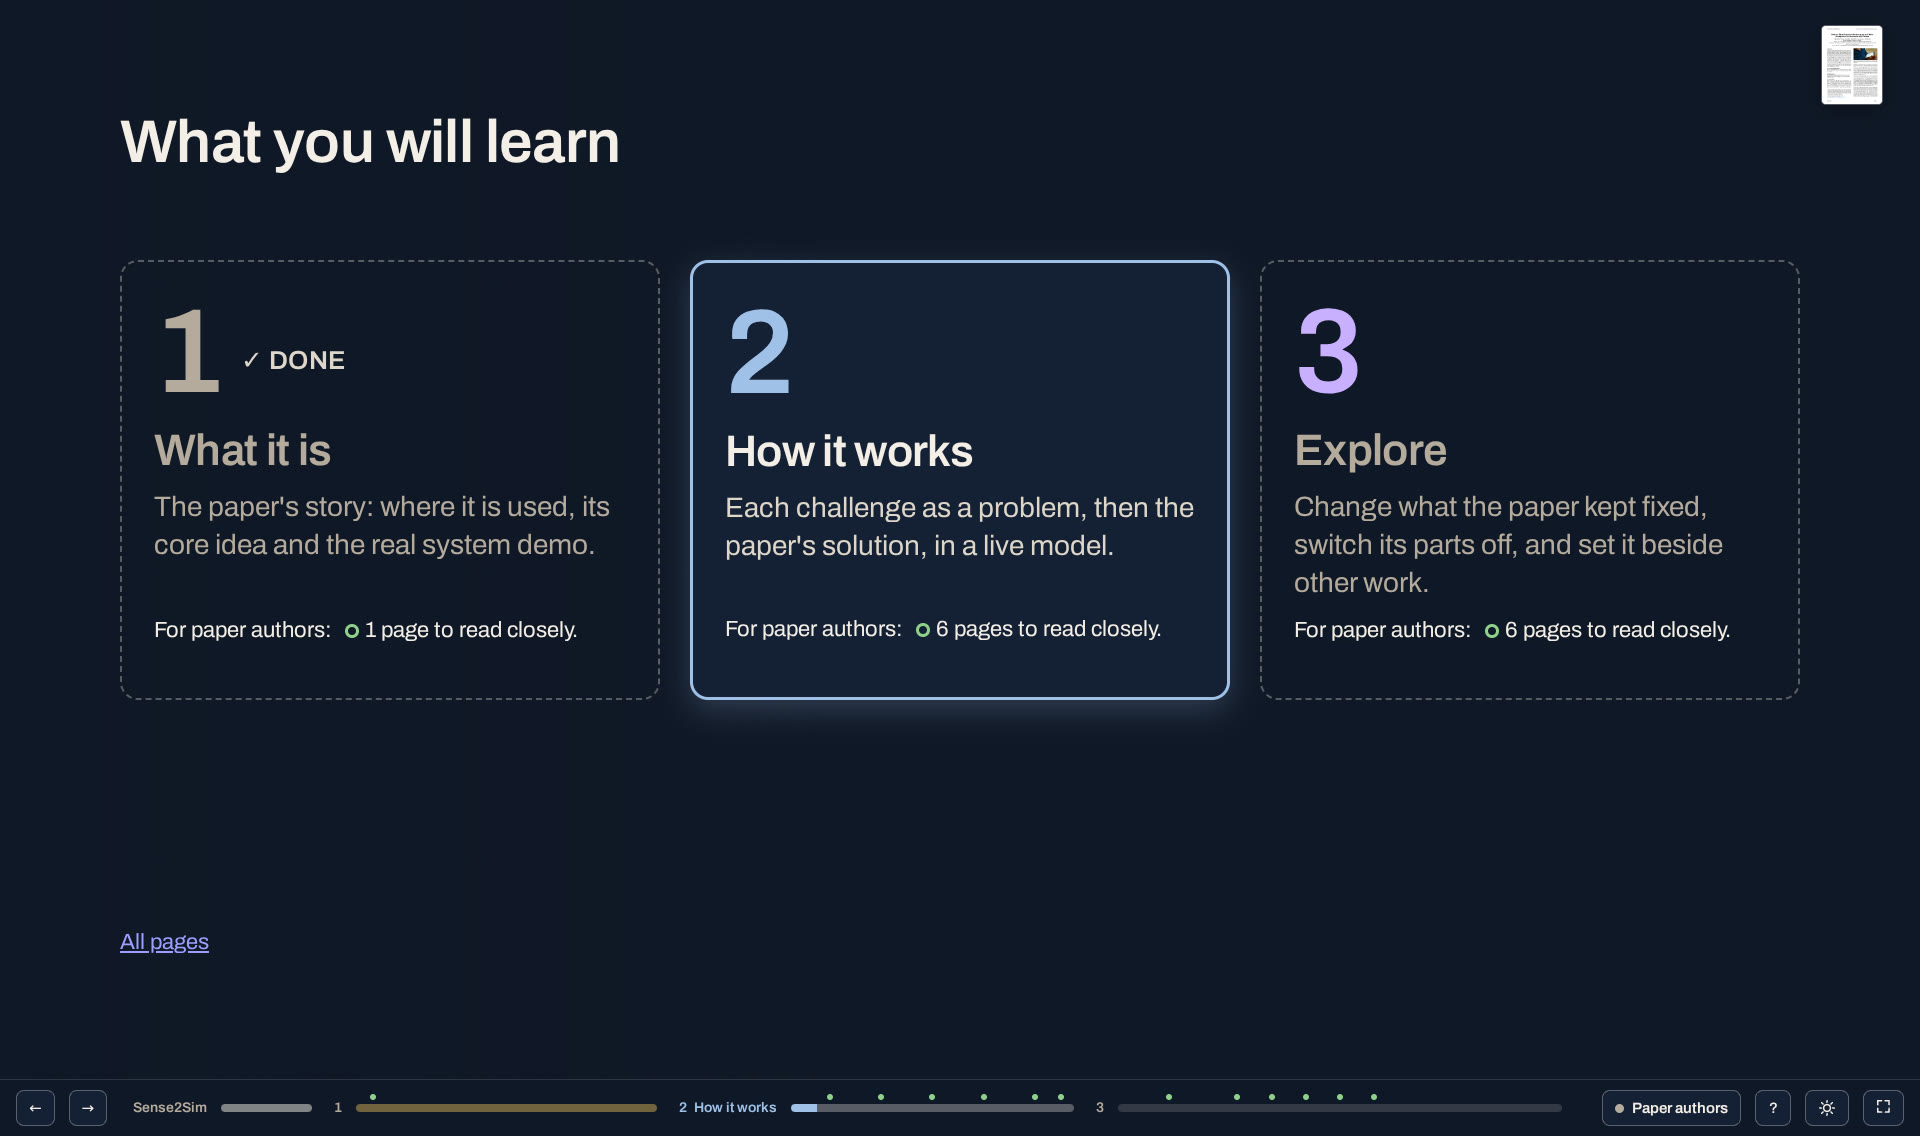 What you will learn
1 ✓ DONE
What it is
The paper's story: where it is used, its
core idea and the real system demo.
For paper authors: 1 page to read closely.
2
How it works
Each challenge as a problem, then the
paper's solution, in a live model.
For paper authors: 6 pages to read closely.
3
Explore
Change what the paper kept fixed,
switch its parts off, and set it beside
other work.
For paper authors: 6 pages to read closely.
All pages
← → Sense2Sim 1 2 How it works 3 Paper authors ?